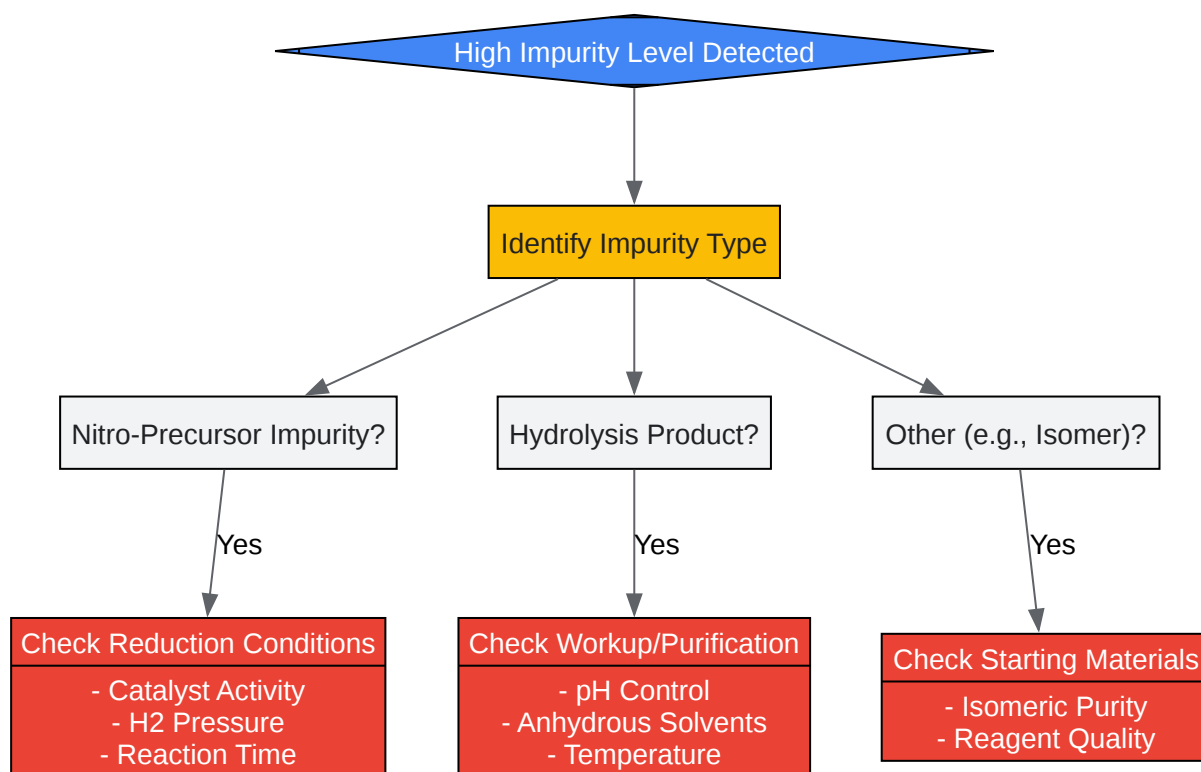 High Impurity Level Detected
Identify Impurity Type
Nitro-Precursor Impurity?
Hydrolysis Product?
Other (e.g., Isomer)?
Yes
Yes
Yes
Check Reduction Conditions
- Catalyst Activity
- H2 Pressure
- Reaction Time
Check Workup/Purification
- pH Control
- Anhydrous Solvents
- Temperature
Check Starting Materials
- Isomeric Purity
- Reagent Quality